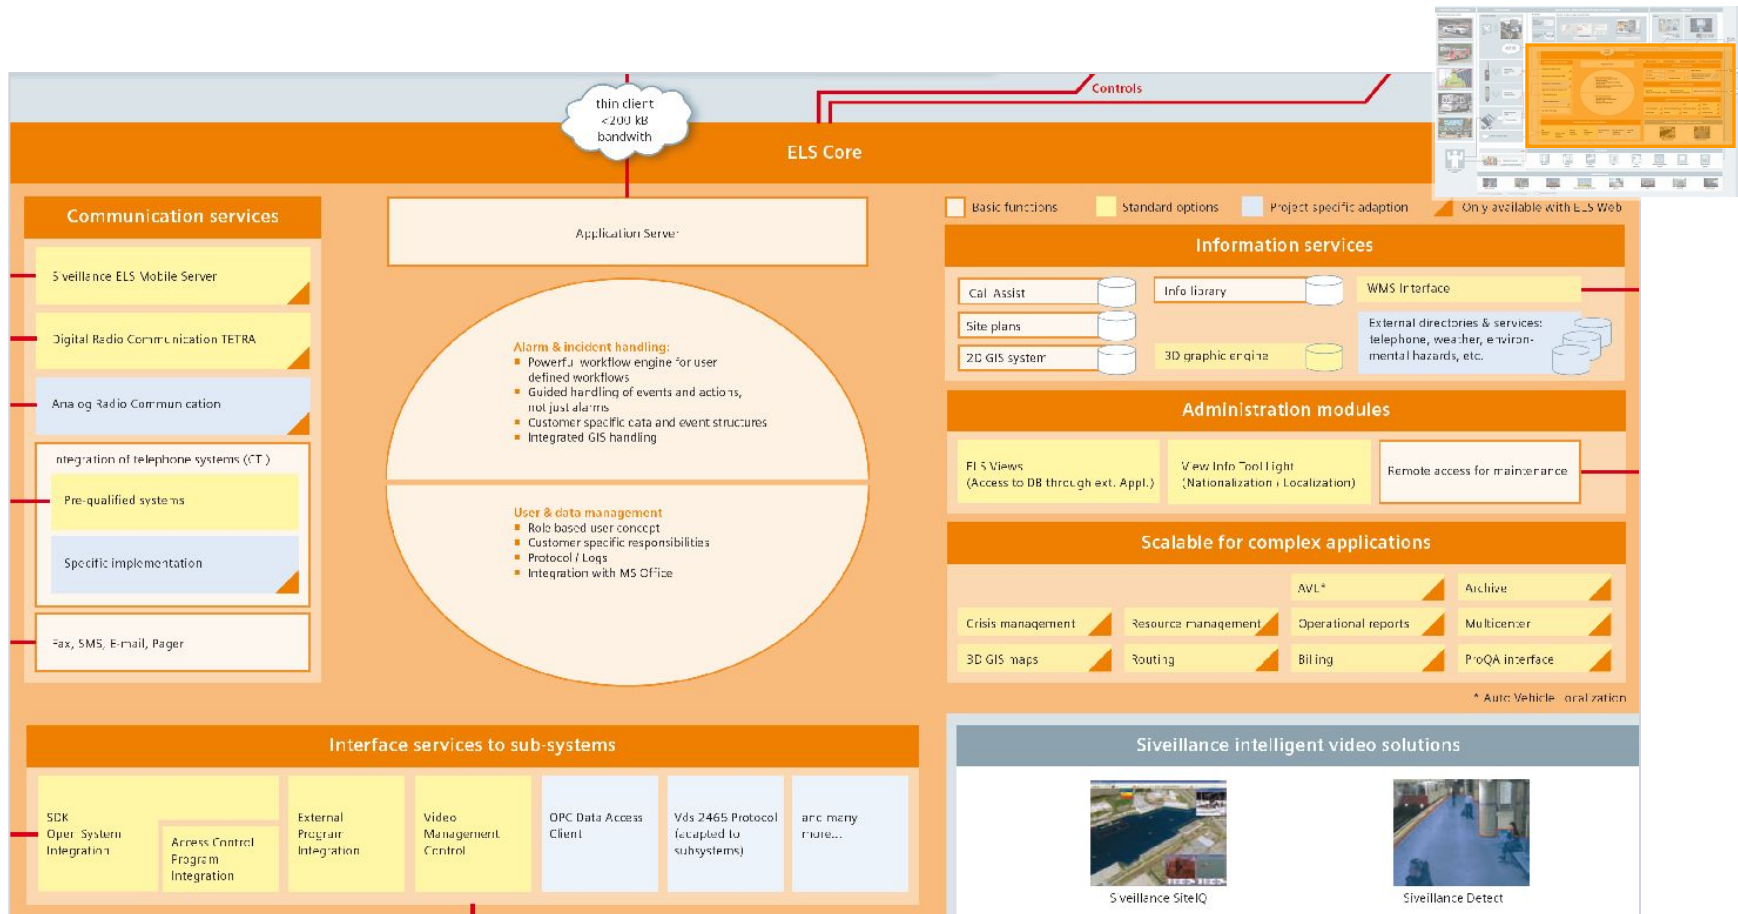 thin client
<200 kB
bandwith
Controls
ELS Core
Communication services
Siveillance ELS Mobile Server
Digital Radio Communication TETRA
Analog Radio Communication
Integration of telephone systems (CTI)
Pre-qualified systems
Specific implementation
Fax, SMS, E-mail, Pager
Application Server
Alarm & incident handling:
Powerful workflow engine for user
defined workflows
Guided handling of events and actions,
not just alarms
Customer specific data and event structures
Integrated GIS handling
User & data management
Role based user concept
Customer specific responsibilities
Protocol / Logs
Integration with MS Office
Basic functions
Standard options
Project specific adaption
Only available with ELS Web
Information services
Call Assist
Info library
WMS Interface
Site plans
2D GIS system
3D graphic engine
External directories & services:
telephone, weather, environ-
mental hazards, etc.
Administration modules
ELS Views
(Access to DB through ext. Appl.)
View Info Tool Light
(Nationalization / Localization)
Remote access for maintenance
Scalable for complex applications
AVL*
Archive
Crisis management
Resource management
Operational reports
Multicenter
3D GIS maps
Routing
Billing
ProQA interface
* Auto Vehicle Localization
Interface services to sub-systems
SDK
Open System
Integration
Access Control
Program
Integration
External
Program
Integration
Video
Management
Control
OPC Data Access
Client
Vds 2465 Protocol
(adapted to
subsystems)
and many
more...
Siveillance intelligent video solutions
Siveillance SiteIQ
Siveillance Detect